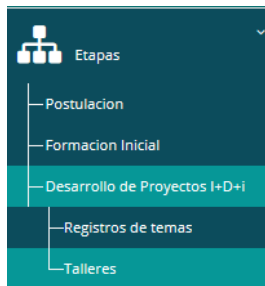 Etapas
Postulacion
Formacion Inicial
Desarrollo de Proyectos I+D+i
Registros de temas
Talleres